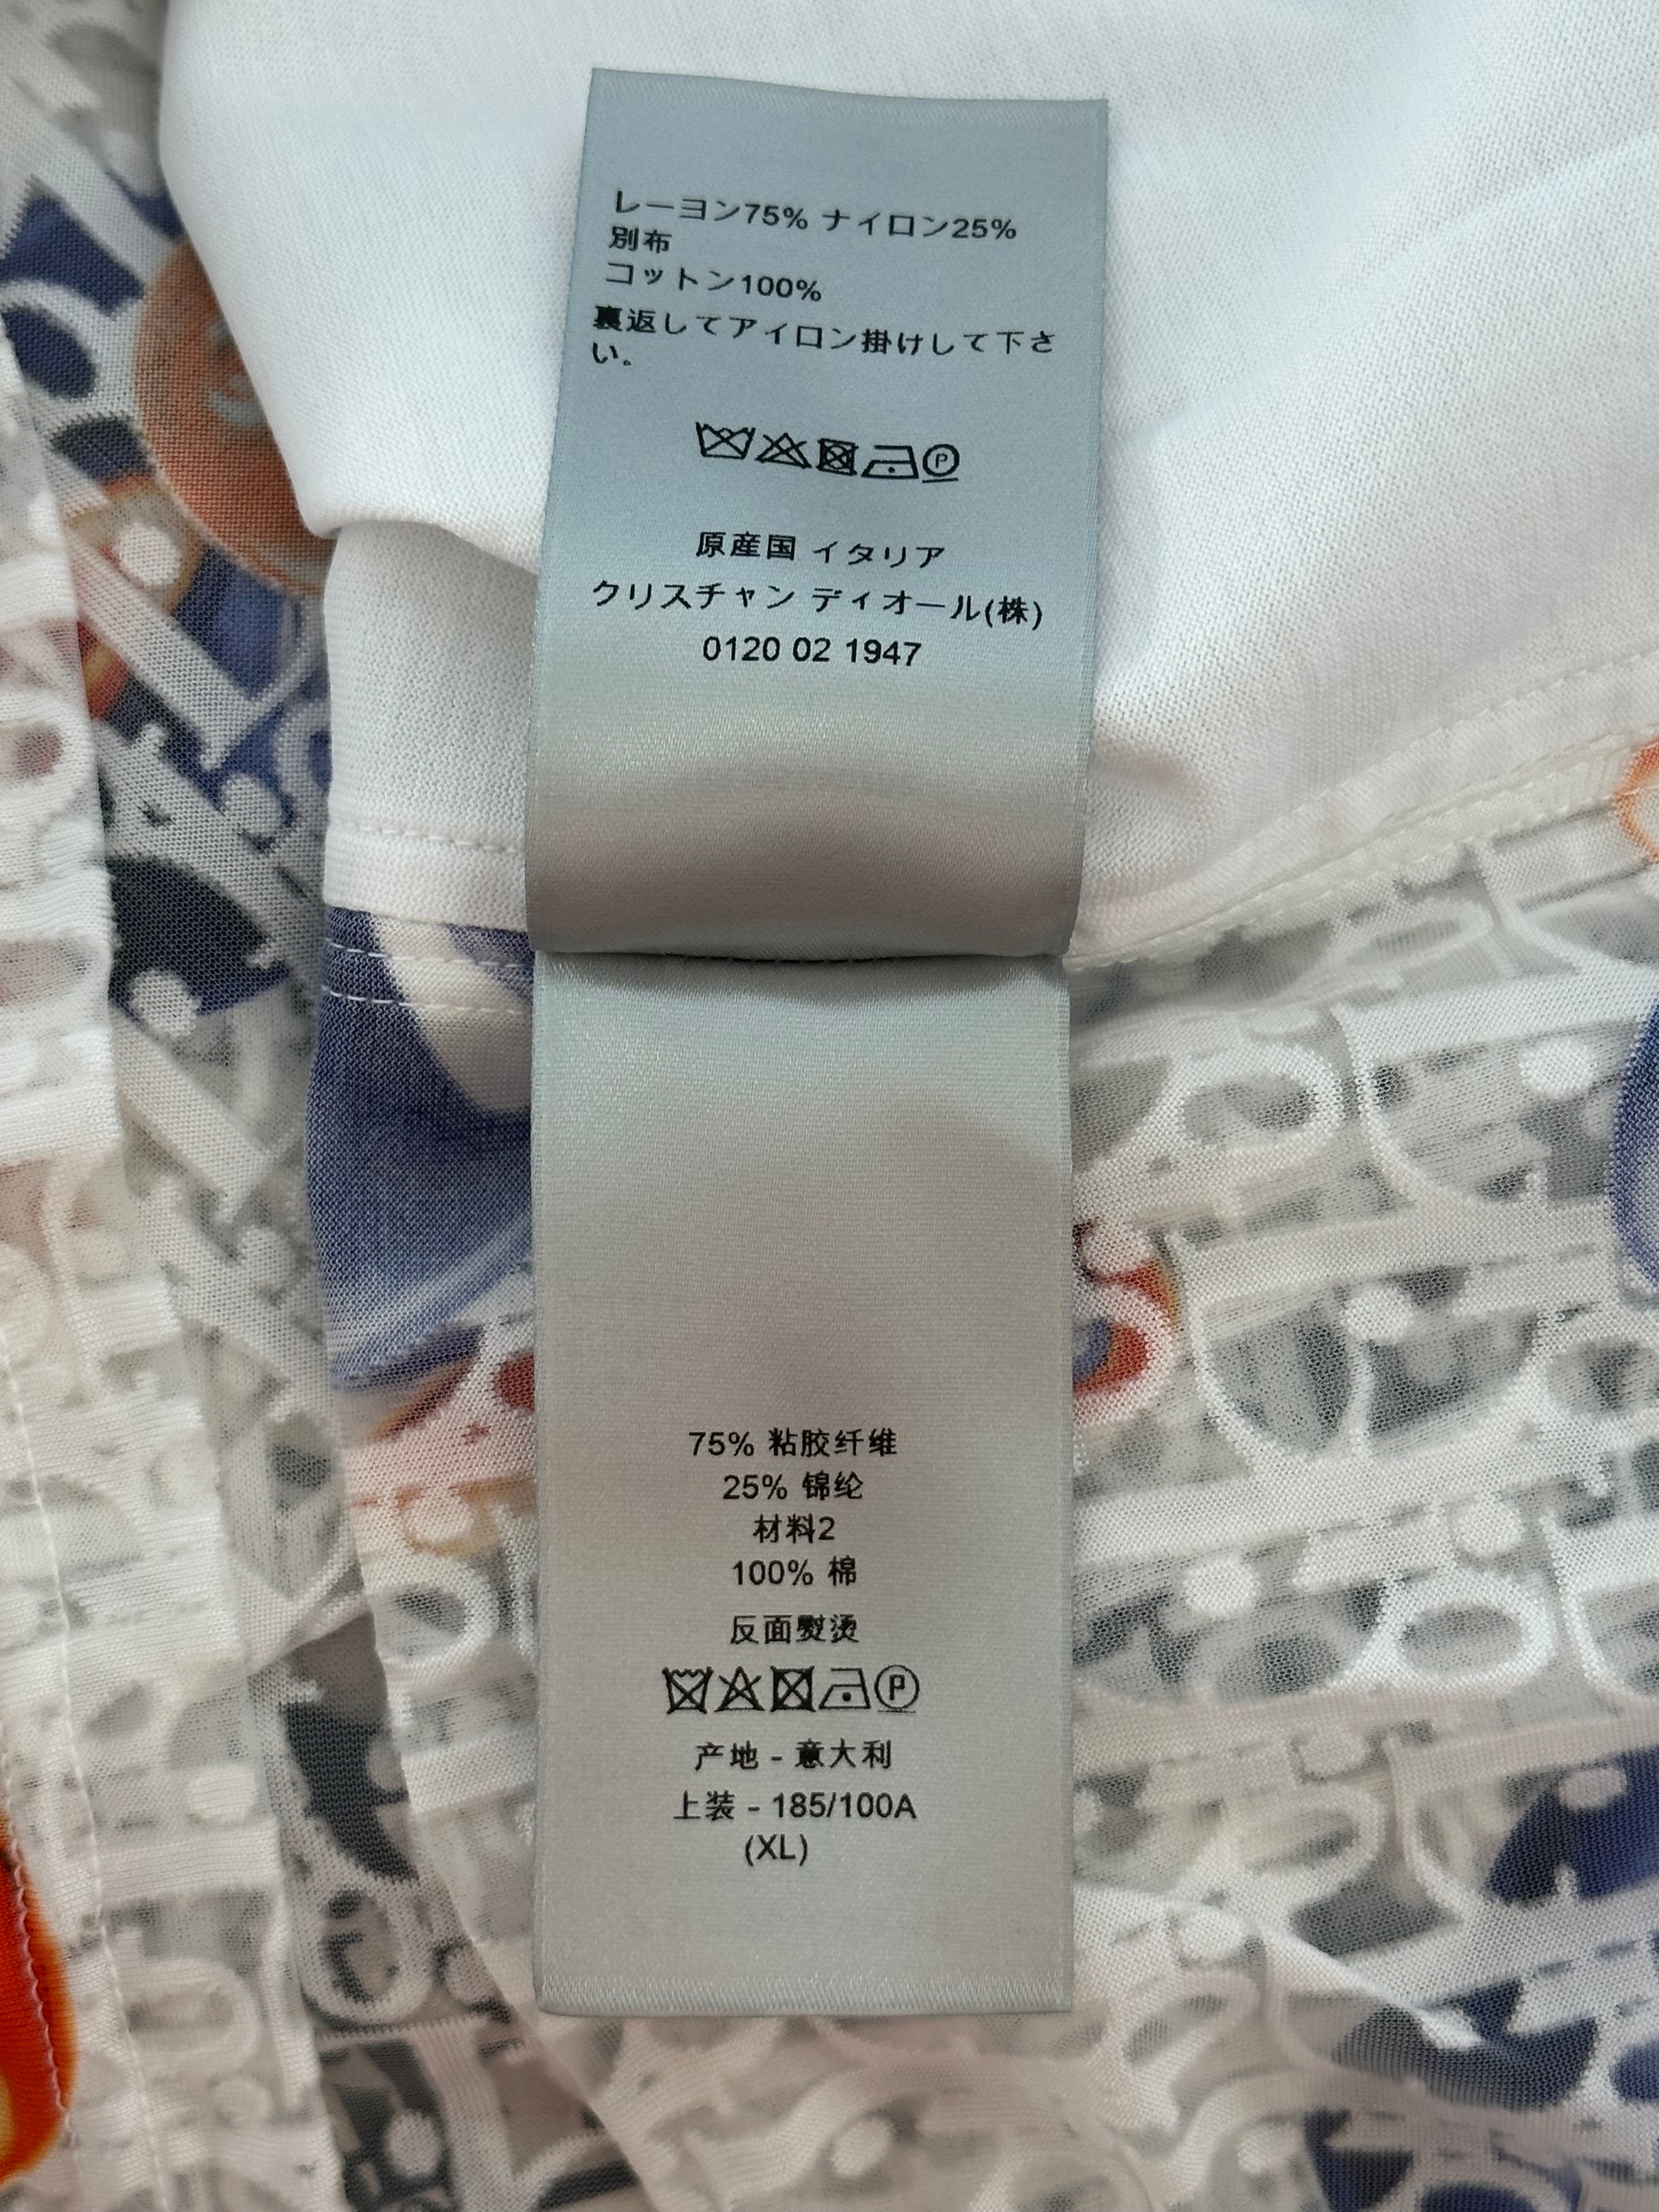 レーヨン75% ナイロン25%
別布
コットン100%
裏返してアイロン掛けして下さ
い。
P
原産国 イタリア
クリスチャン ディオール(株)
0120 02 1947
75% 粘胶纤维
25% 锦纶
材料2
100% 棉
反面熨烫
P
产地 - 意大利
上装 - 185/100A
(XL)